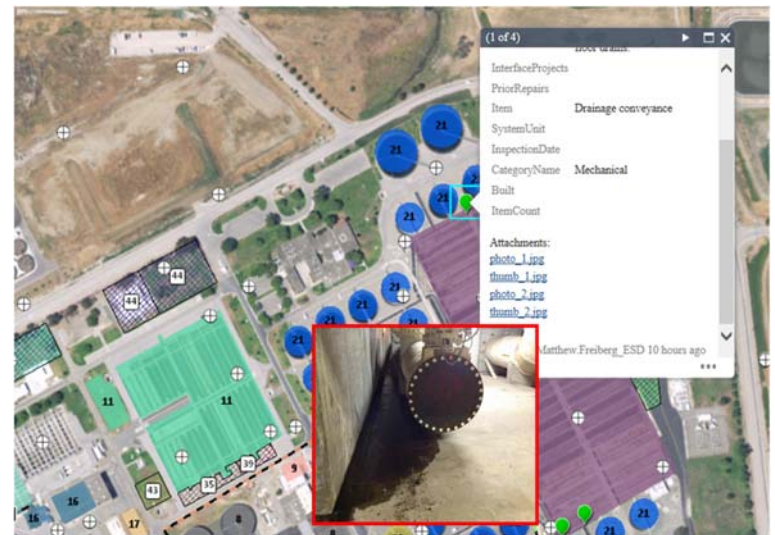 (1 of 4)
floor drains.
InterfaceProjects
PriorRepairs
Item Drainage conveyance
SystemUnit
InspectionDate
CategoryName Mechanical
Built
ItemCount
Attachments:
photo_1.jpg
thumb_1.jpg
photo_2.jpg
thumb_2.jpg
Matthew.Freiberg_ESD 10 hours ago
21
21
21
21
21
21
44
44
21
21
21
21
11
11
39
35
9
43
16
16
17
8
21
21